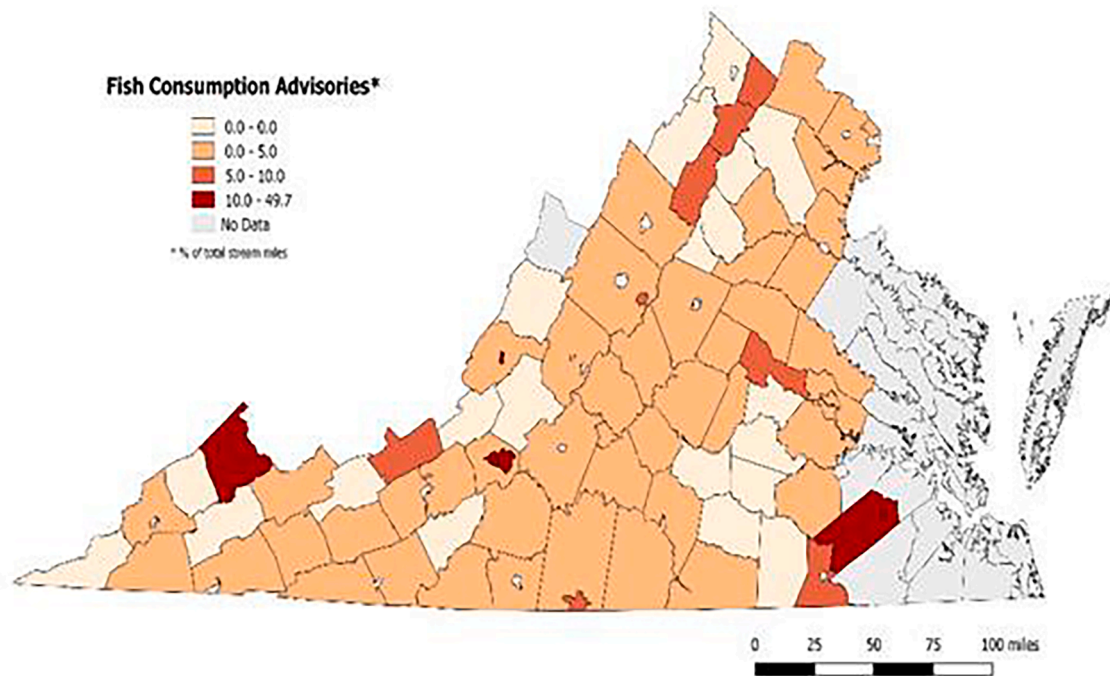 Fish Consumption Advisories*
0.0 - 0.0
0.0 - 5.0
5.0 - 10.0
10.0 - 49.7
No Data
* % of total stream miles
0 25 50 75 100 miles